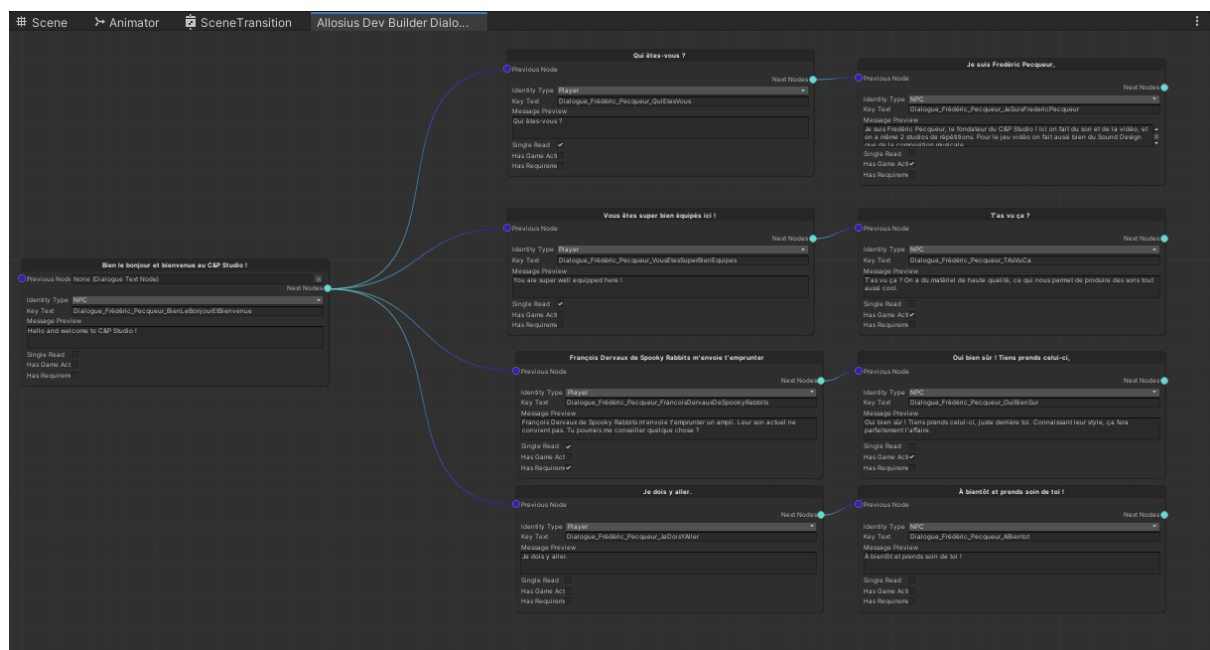 Scene
Animator
SceneTransition
Allosius Dev Builder Dialo...
Bien le bonjour et bienvenue au C&P Studio !
Previous Node None (Dialogue Text Node)
Next Nodes
Identity Type NPC
Key Text Dialogue_Frédéric_Pecqueur_BienLeBonjourEtBienvenue
Message Preview
Hello and welcome to C&P Studio !
Single Read
Has Game Act
Has Requirem
Qui êtes-vous ?
Previous Node
Next Nodes
Identity Type Player
Key Text Dialogue_Frédéric_Pecqueur_QuiEtesVous
Message Preview
Qui êtes-vous ?
Single Read
Has Game Acti
Has Requireme
Je suis Fredéric Pecqueur,
Previous Node
Next Nodes
Identity Type NPC
Key Text Dialogue_Frédéric_Pecqueur_JeSuisFredericPecqueur
Message Preview
Je suis Fredéric Pecqueur, le fondateur du C&P Studio ! Ici on fait du son et de la vidéo, et
on a même 2 studios de répétitions. Pour le jeu vidéo on fait aussi bien du Sound Design
que de la composition musicale.
Single Read
Has Game Acti
Has Requireme
Vous êtes super bien équipés ici !
Previous Node
Next Nodes
Identity Type Player
Key Text Dialogue_Frédéric_Pecqueur_VousEtesSuperBienEquipes
Message Preview
You are super well equipped here !
Single Read
Has Game Acti
Has Requireme
T'as vu ça ?
Previous Node
Next Nodes
Identity Type NPC
Key Text Dialogue_Frédéric_Pecqueur_TAsVuCa
Message Preview
T'as vu ça ? On a du matériel de haute qualité, ce qui nous permet de produire des sons tout
aussi cool.
Single Read
Has Game Acti
Has Requireme
François Dervaux de Spooky Rabbits m'envoie t'emprunter
Previous Node
Next Nodes
Identity Type Player
Key Text Dialogue_Frédéric_Pecqueur_FrancoisDervauxDeSpookyRabbits
Message Preview
François Dervaux de Spooky Rabbits m'envoie t'emprunter un ampli. Leur son actuel ne
convient pas. Tu pourrais me conseiller quelque chose ?
Single Read
Has Game Act
Has Requirem
Oui bien sûr ! Tiens prends celui-ci,
Previous Node
Next Nodes
Identity Type NPC
Key Text Dialogue_Frédéric_Pecqueur_OuiBienSur
Message Preview
Oui bien sûr ! Tiens prends celui-ci, juste derrière toi. Connaissant leur style, ça fera
parfaitement l'affaire.
Single Read
Has Game Acti
Has Requireme
Je dois y aller.
Previous Node
Next Nodes
Identity Type Player
Key Text Dialogue_Frédéric_Pecqueur_JeDoisYAller
Message Preview
Je dois y aller.
Single Read
Has Game Act
Has Requirem
À bientôt et prends soin de toi !
Previous Node
Next Nodes
Identity Type NPC
Key Text Dialogue_Frédéric_Pecqueur_ABientot
Message Preview
À bientôt et prends soin de toi !
Single Read
Has Game Acti
Has Requireme